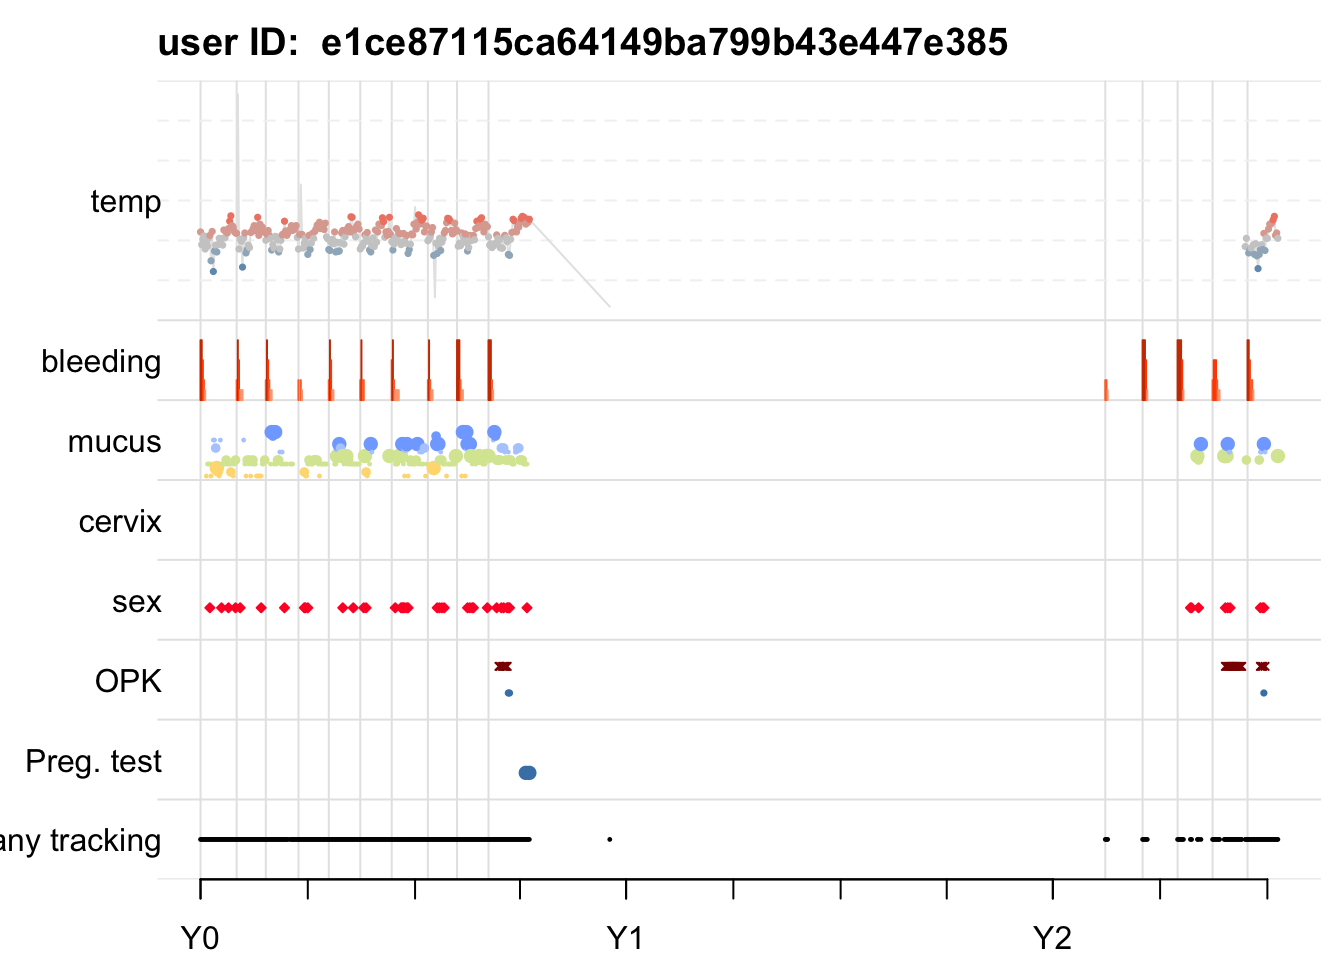 user ID:  e1ce87115ca64149ba799b43e447e385
temp
bleeding
mucus
cervix
sex
OPK
Preg. test
any tracking
Y0 Y1 Y2